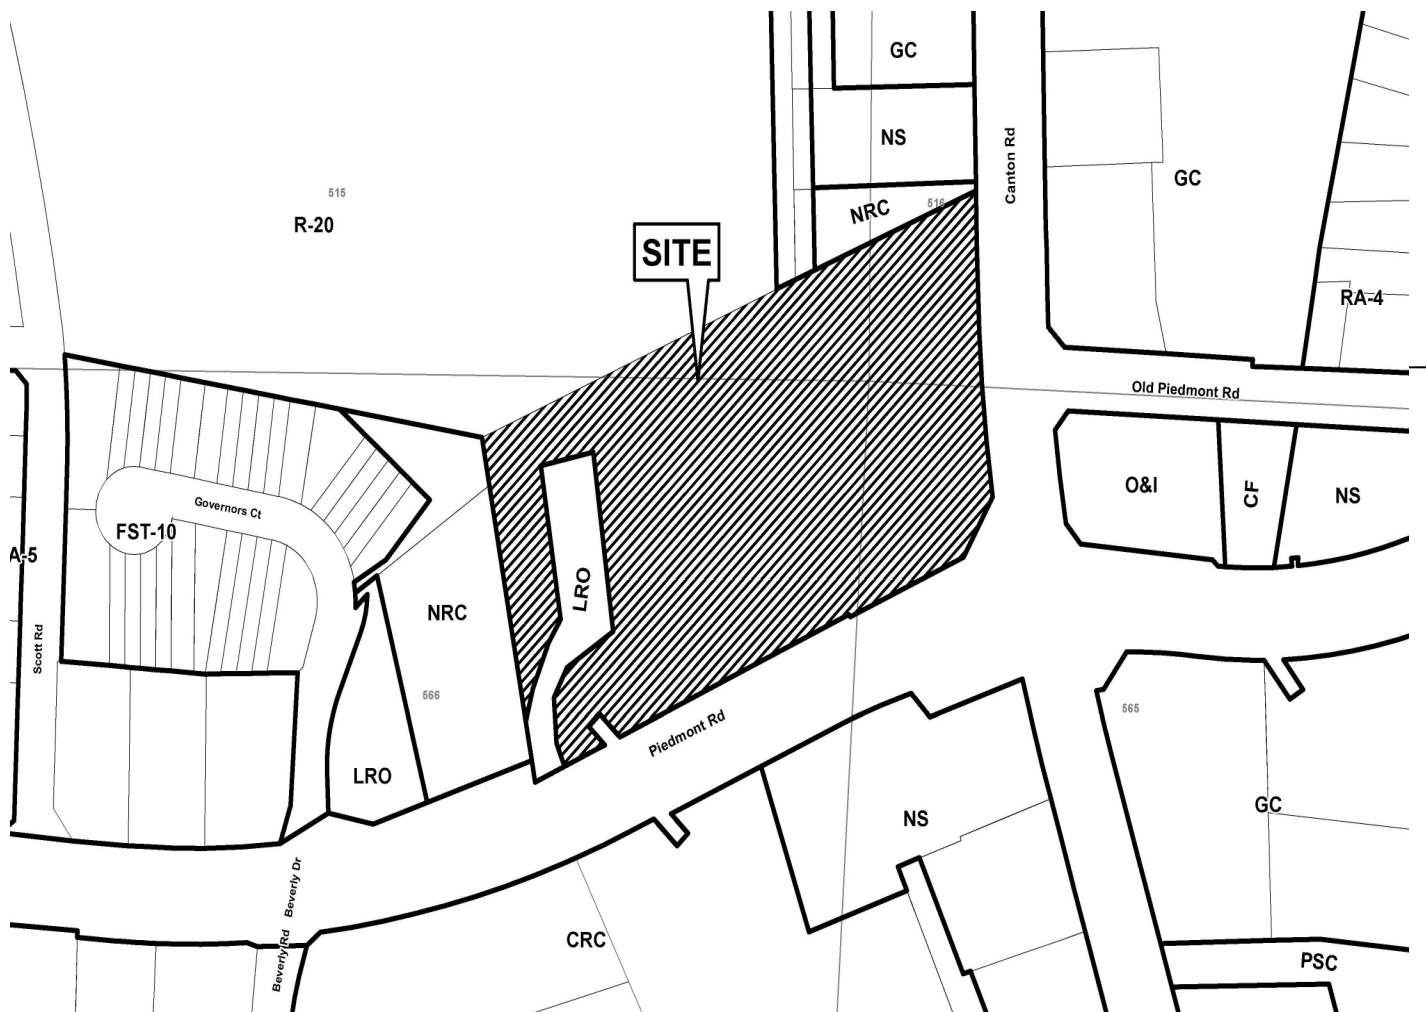 GC
NS
Canton Rd
GC
515
516
NRC
R-20
SITE
RA-4
Old Piedmont Rd
O&I
CF
NS
Governors Ct
FST-10
A-5
LRO
NRC
Scott Rd
566
565
Piedmont Rd
LRO
NS
GC
Beverly Dr
CRC
Beverly Rd
PSC